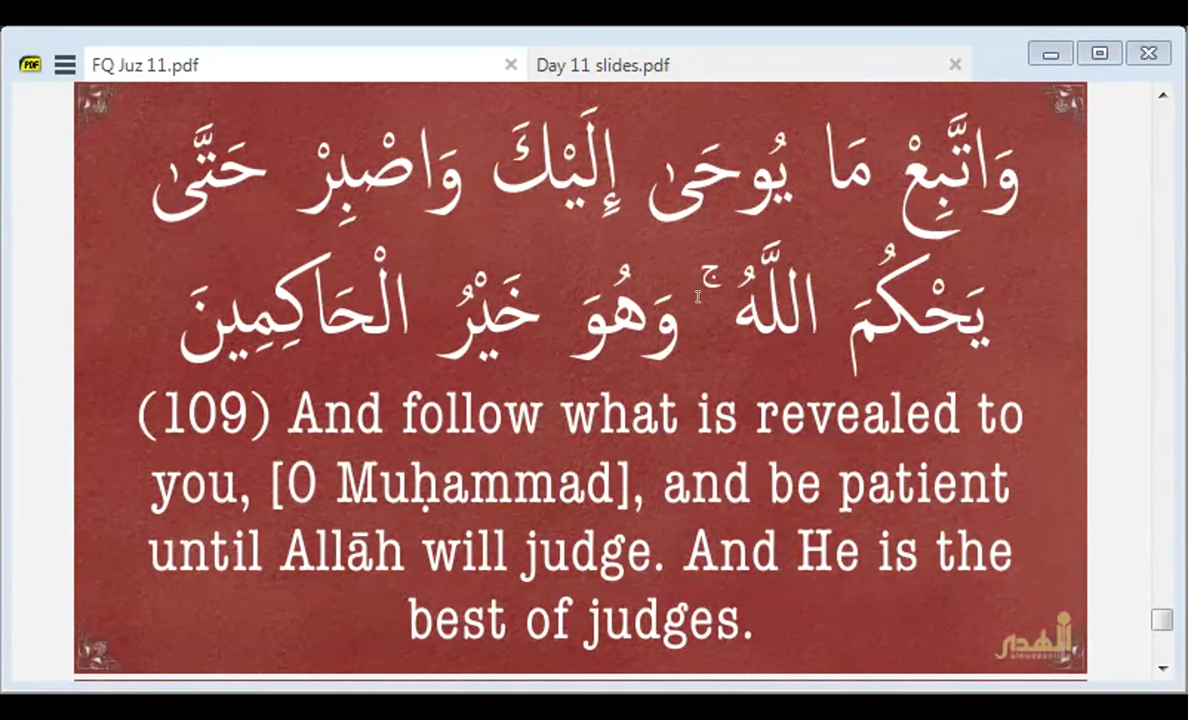 FQ Juz 11.pdf
Day 11 slides.pdf
وَاتَّبِعْ مَا يُوحَىٰ إِلَيْكَ وَاصْبِرْ حَتَّىٰ
يَحْكُمَ اللَّهُ ۚ وَهُوَ خَيْرُ الْحَاكِمِينَ
(109) And follow what is revealed to
you, [O Muḥammad], and be patient
until Allāh will judge. And He is the
best of judges.
الهدى